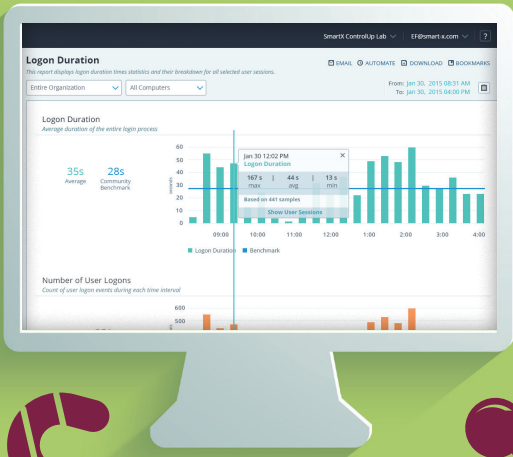 SmartX ControlUp Lab EF@smart-x.com ?
Logon Duration
This report displays logon duration times statistics and their breakdown for all selected user sessions.
EMAIL AUTOMATE DOWNLOAD BOOKMARKS
Entire Organization All Computers
From: Jan 30, 2015 08:31 AM
To: Jan 30, 2015 04:00 PM
Logon Duration
Average duration of the entire login process
35s 28s
Average Community
Benchmark
seconds
60
50
40
30
20
10
0
Jan 30 12:02 PM ×
Logon Duration
167 s | 44 s | 13 s
max avg min
Based on 441 samples
Show User Sessions
09:00 10:00 11:00 12:00 1:00 2:00 3:00 4:00
Logon Duration Benchmark
Number of User Logons
Count of user logon events during each time interval
600
500